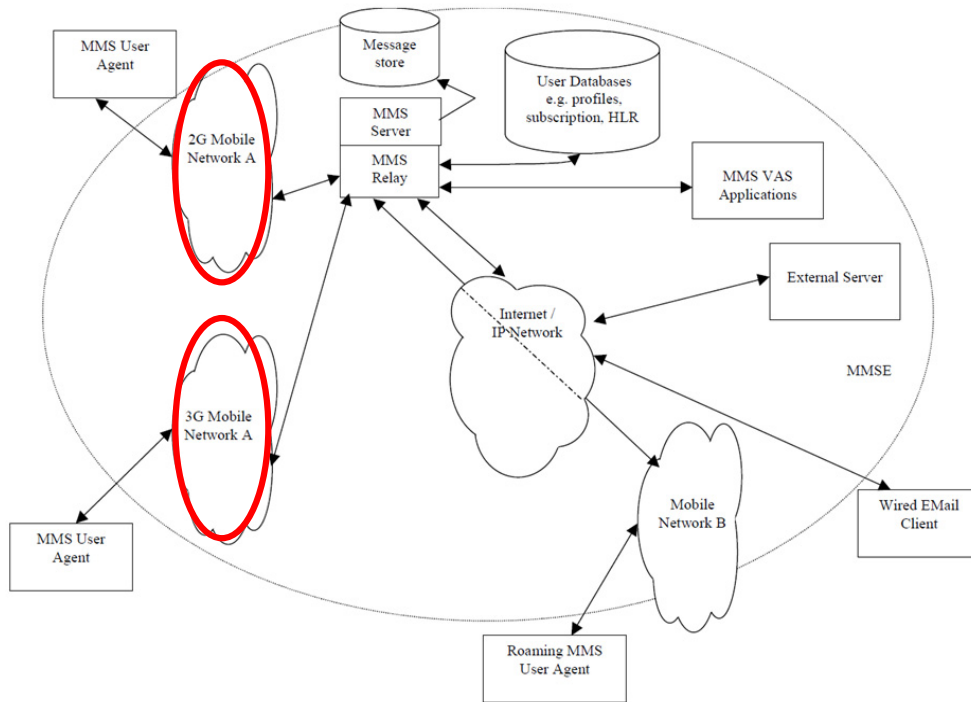 MMS User
Agent
Message
store
User Databases
e.g. profiles,
subscription, HLR
2G Mobile
Network A
MMS
Server
MMS
Relay
MMS VAS
Applications
External Server
Internet /
IP Network
MMSE
3G Mobile
Network A
MMS User
Agent
Mobile
Network B
Wired EMail
Client
Roaming MMS
User Agent